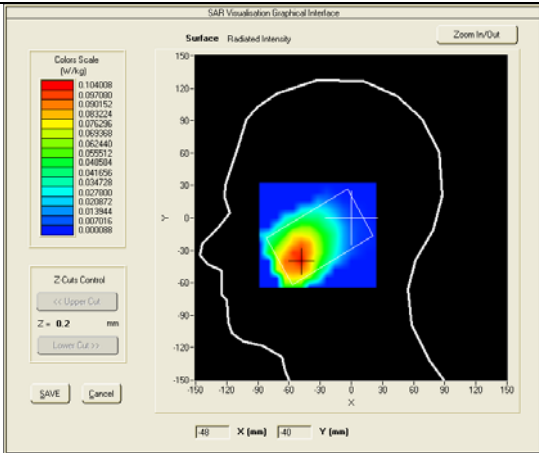 SAR Visualisation Graphical Interface
Surface Radiated Intensity
Zoom In/Out
Colors Scale
(W/kg)
0.104008
0.097080
0.090152
0.083224
0.076296
0.069368
0.062440
0.055512
0.048584
0.041656
0.034728
0.027800
0.020872
0.013944
0.007016
0.000088
Z-Cuts Control
<< Upper Cut
Z = 0.2 mm
Lower Cut >>
SAVE Cancel
150
120
90
60
30
Y 0
-30
-60
-90
-120
-150
-150 -120 -90 -60 -30 0 30 60 90 120 150
X
-48 X (mm) -40 Y (mm)